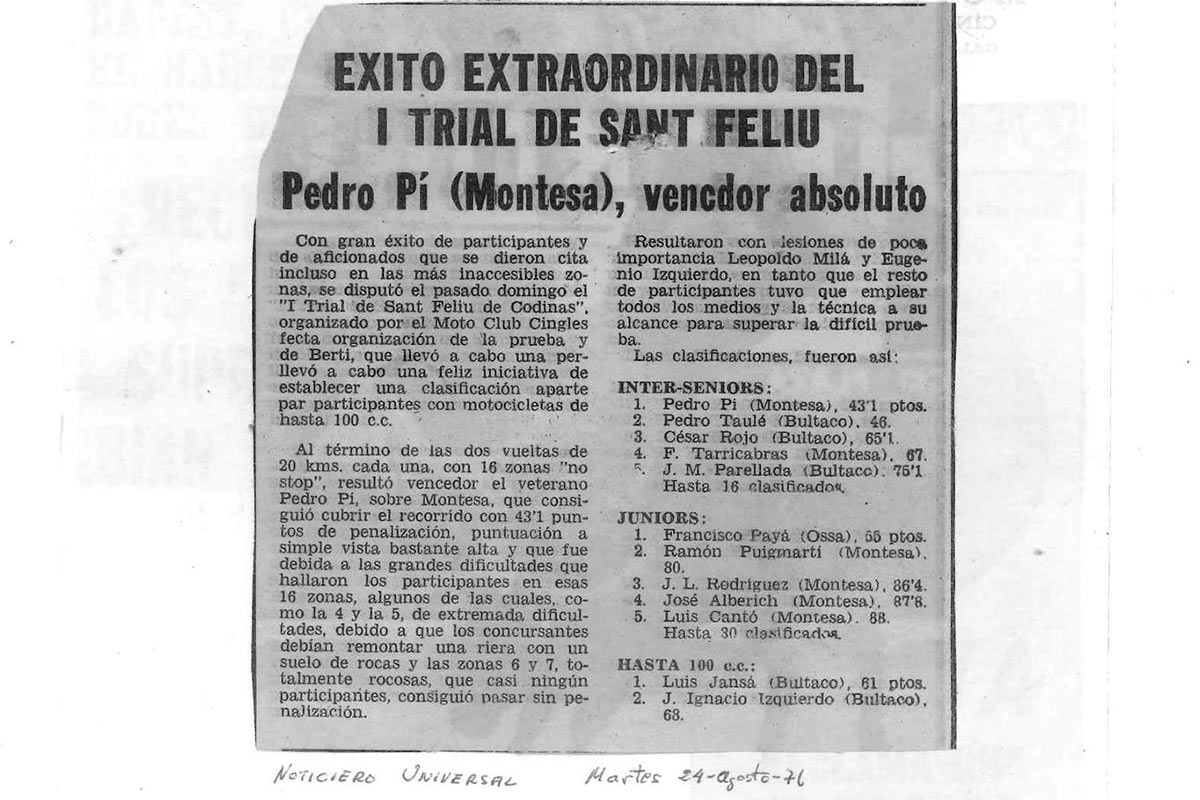 EXITO EXTRAORDINARIO DEL
I TRIAL DE SANT FELIU
Pedro Pí (Montesa), vencdor absoluto
Con gran éxito de participantes y
de aficionados que se dieron cita
incluso en las más inaccesibles zo-
nas, se disputó el pasado domingo el
"I Trial de Sant Feliu de Codinas",
organizado por el Moto Club Cingles
fecta organización de la prueba y
de Berti, que llevó a cabo una per-
llevó a cabo una feliz iniciativa de
establecer una clasificación aparte
par participantes con motocicletas de
hasta 100 c.c.
Al término de las dos vueltas de
20 kms. cada una, con 16 zonas "no
stop", resultó vencedor el veterano
Pedro Pi, sobre Montesa, que consi-
guió cubrir el recorrido con 43'1 pun-
tos de penalización, puntuación a
simple vista bastante alta y que fue
debida a las grandes dificultades que
hallaron los participantes en esas
16 zonas, algunos de las cuales, co-
mo la 4 y la 5, de extremada dificul-
tades, debido a que los concursantes
debían remontar una riera con un
suelo de rocas y las zonas 6 y 7, to-
talmente rocosas, que casi ningún
participantes, consiguió pasar sin pe-
nalización.
Resultaron con lesiones de poca
importancia Leopoldo Milá y Euge-
nio Izquierdo, en tanto que el resto
de participantes tuvo que emplear
todos los medios y la técnica a su
alcance para superar la difícil prue-
ba.
Las clasificaciones, fueron así:
INTER-SENIORS:
1. Pedro Pi (Montesa), 43'1 ptos.
2. Pedro Taulé (Bultaco), 46.
3. César Rojo (Bultaco), 65'1.
4. F. Tarricabras (Montesa), 67.
5. J. M. Parellada (Bultaco). 75'1
Hasta 16 clasificados.
JUNIORS:
1. Francisco Payá (Ossa), 55 ptos.
2. Ramón Puigmartí (Montesa),
80.
3. J. L. Rodríguez (Montesa), 86'4.
4. José Alberich (Montesa), 87'8.
5. Luis Cantó (Montesa). 88.
Hasta 30 clasificados.
HASTA 100 c.c.:
1. Luis Jansá (Bultaco), 61 ptos.
2. J. Ignacio Izquierdo (Bultaco),
68.
NOTICIERO UNIVERSAL Martes 24-agosto-71